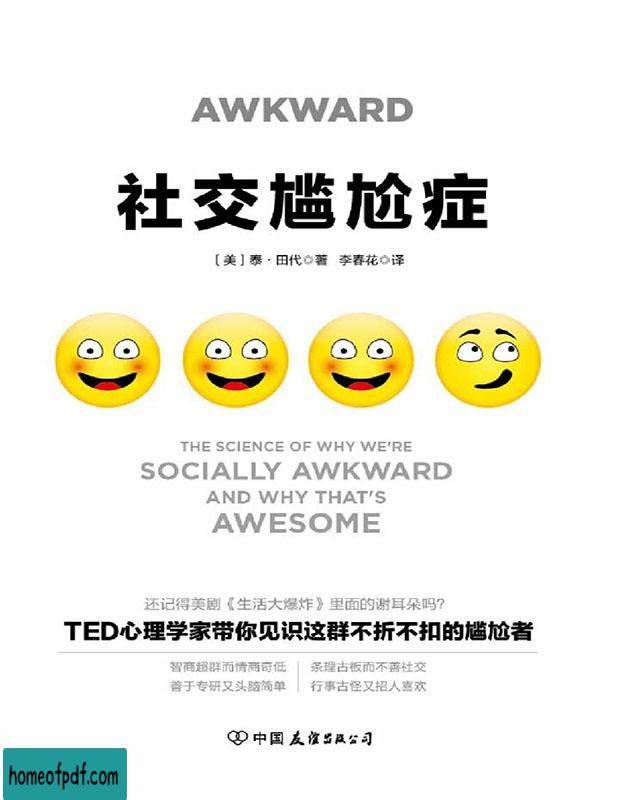 AWKWARD
社交尴尬症
［美］泰·田代◎著 李春花◎译
THE SCIENCE OF WHY WE'RE
SOCIALLY AWKWARD
AND WHY THAT'S
AWESOME
还记得美剧《生活大爆炸》里面的谢耳朵吗？
TED心理学家带你见识这群不折不扣的尴尬者
智商超群而情商奇低 条理古板而不善社交
善于专研又头脑简单 行事古怪又招人喜欢
中国友谊出版公司
homeofpdf.com